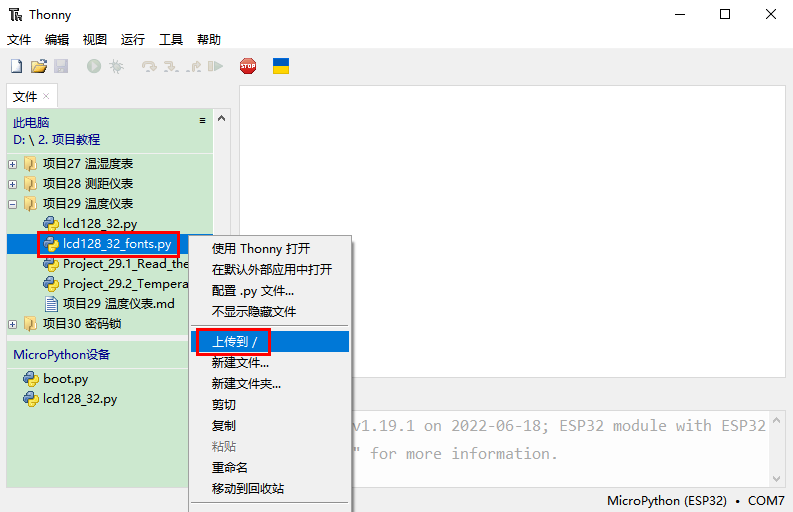 Thonny
文件 编辑 视图 运行 工具 帮助
STOP
文件
此电脑
D: \ 2. 项目教程
项目27 温湿度表
项目28 测距仪表
项目29 温度仪表
lcd128_32.py
lcd128_32_fonts.py
Project_29.1_Read_the
Project_29.2_Tempera
项目29 温度仪表.md
项目30 密码锁
MicroPython设备
boot.py
lcd128_32.py
使用 Thonny 打开
在默认外部应用中打开
配置 .py 文件...
不显示隐藏文件
上传到 /
新建文件...
新建文件夹...
剪切
复制
粘贴
重命名
移动到回收站
v1.19.1 on 2022-06-18; ESP32 module with ESP32
" for more information.
MicroPython (ESP32) • COM7